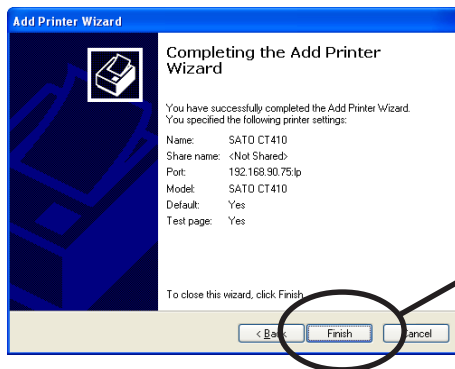 Add Printer Wizard
Completing the Add Printer
Wizard
You have successfully completed the Add Printer Wizard.
You specified the following printer settings:
Name: SATO CT410
Share name: <Not Shared>
Port: 192.168.90.75:lp
Model: SATO CT410
Default: Yes
Test page: Yes
To close this wizard, click Finish.
< Back Finish Cancel